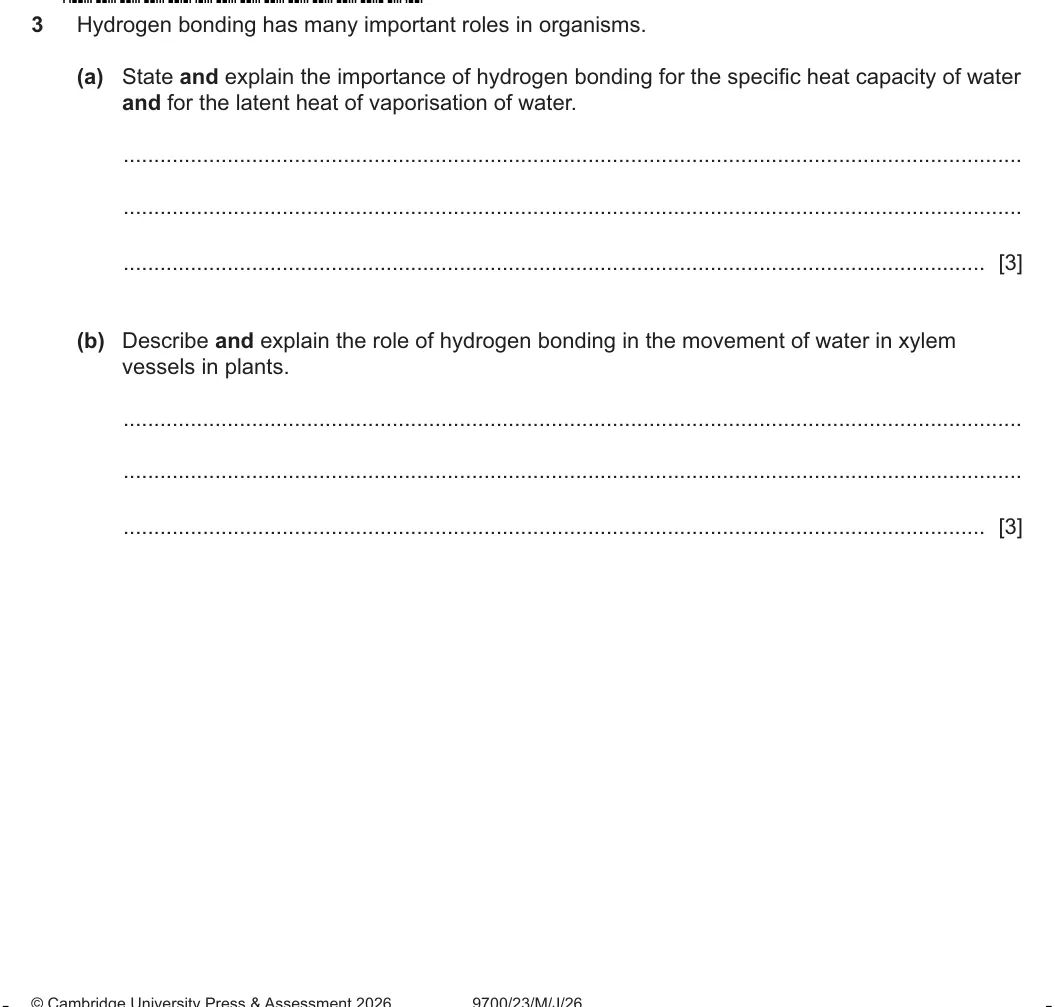 3 Hydrogen bonding has many important roles in organisms.
(a) State and explain the importance of hydrogen bonding for the specific heat capacity of water
and for the latent heat of vaporisation of water.
..........................................................................................................................................................
..........................................................................................................................................................
.................................................................................................................................................... [3]
(b) Describe and explain the role of hydrogen bonding in the movement of water in xylem
vessels in plants.
..........................................................................................................................................................
..........................................................................................................................................................
.................................................................................................................................................... [3]
© Cambridge University Press & Assessment 2026 9700/23/M/J/26